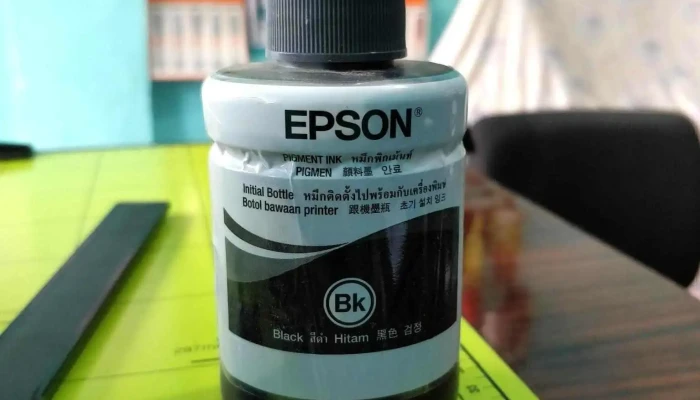 EPSON®
PIGMENT INK หมึกพิกเม้นท์
PIGMEN 顏料墨 안료
Initial Bottle หมึกติดตั้งไปพร้อมกับเครื่องพิมพ์
Botol bawaan printer 跟機墨瓶 초기 설치 잉크
Bk
Black สีดำ Hitam 黑色 검정